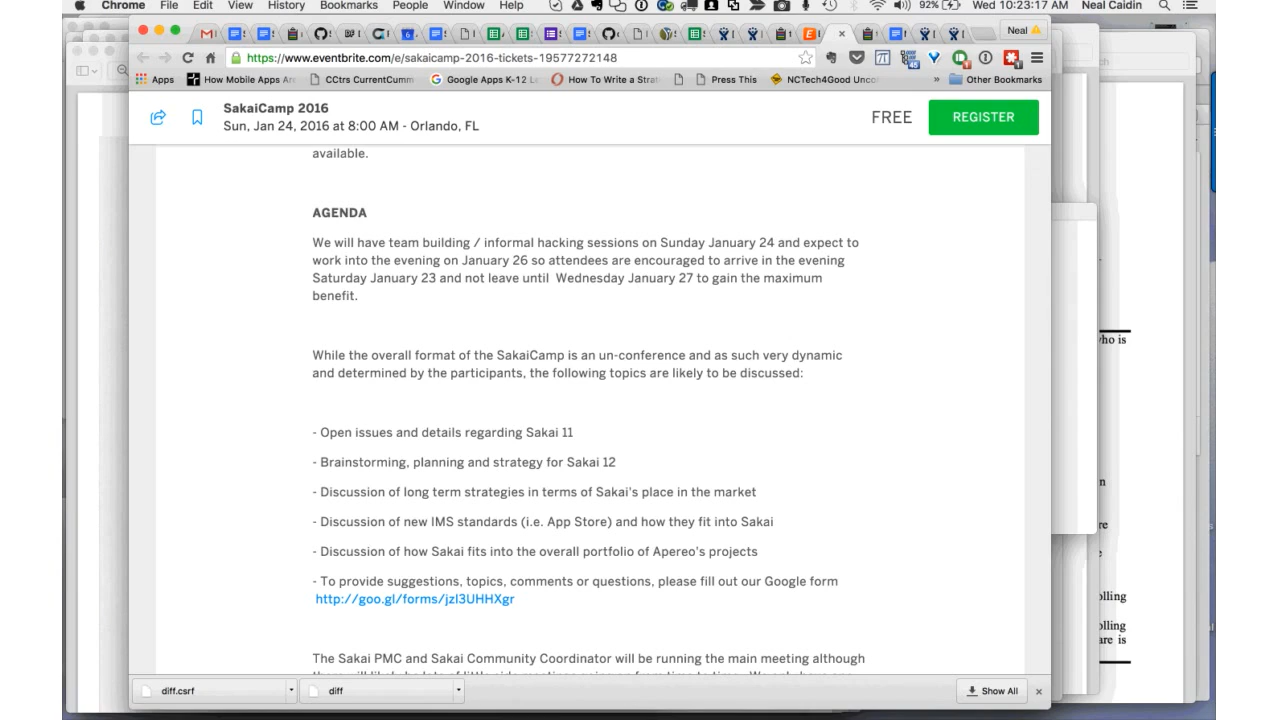 Chrome File Edit View History Bookmarks People Window Help 92% Wed 10:23:17 AM Neal Caidin
Neal
https://www.eventbrite.com/e/sakaicamp-2016-tickets-19577272148
Apps How Mobile Apps CCtrs CurrentCumm Google Apps K-12 How To Write a Strat Press This NCTech4Good » Other Bookmarks
SakaiCamp 2016
Sun, Jan 24, 2016 at 8:00 AM - Orlando, FL
FREE REGISTER
available.
AGENDA
We will have team building / informal hacking sessions on Sunday January 24 and expect to
work into the evening on January 26 so attendees are encouraged to arrive in the evening
Saturday January 23 and not leave until Wednesday January 27 to gain the maximum
benefit.
While the overall format of the SakaiCamp is an un-conference and as such very dynamic
and determined by the participants, the following topics are likely to be discussed:
- Open issues and details regarding Sakai 11
- Brainstorming, planning and strategy for Sakai 12
- Discussion of long term strategies in terms of Sakai's place in the market
- Discussion of new IMS standards (i.e. App Store) and how they fit into Sakai
- Discussion of how Sakai fits into the overall portfolio of Apereo's projects
- To provide suggestions, topics, comments or questions, please fill out our Google form
http://goo.gl/forms/jzI3UHHXgr
The Sakai PMC and Sakai Community Coordinator will be running the main meeting although
diff.csrf diff Show All
ho is
n
re
e
olling
olling
are is